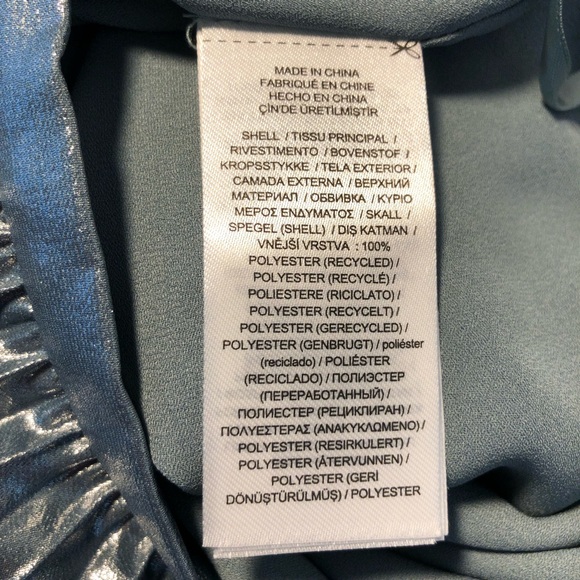 MADE IN CHINA
FABRIQUÉ EN CHINE
HECHO EN CHINA
ÇİN'DE ÜRETİLMİŞTİR
SHELL / TISSU PRINCIPAL /
RIVESTIMENTO / BOVENSTOF /
KROPSSTYKKE / TELA EXTERIOR /
CAMADA EXTERNA / ВЕРХНИЙ
МАТЕРИАЛ / ОБВИВКА / ΚΥΡΙΟ
ΜΕΡΟΣ ΕΝΔΥΜΑΤΟΣ / SKALL /
SPEGEL (SHELL) / DIŞ KATMAN /
VNĚJŠÍ VRSTVA : 100%
POLYESTER (RECYCLED) /
POLYESTER (RECYCLÉ) /
POLIESTERE (RICICLATO) /
POLYESTER (RECYCELT) /
POLYESTER (GERECYCLED) /
POLYESTER (GENBRUGT) / poliéster
(reciclado) / POLIÉSTER
(RECICLADO) / ПОЛИЭСТЕР
(ПЕРЕРАБОТАННЫЙ) /
ПОЛИЕСТЕР (РЕЦИКЛИРАН) /
ΠΟΛΥΕΣΤΕΡΑΣ (ΑΝΑΚΥΚΛΩΜΕΝΟ) /
POLYESTER (RESIRKULERT) /
POLYESTER (ÅTERVUNNEN) /
POLYESTER (GERİ
DÖNÜŞTÜRÜLMÜŞ) / POLYESTER